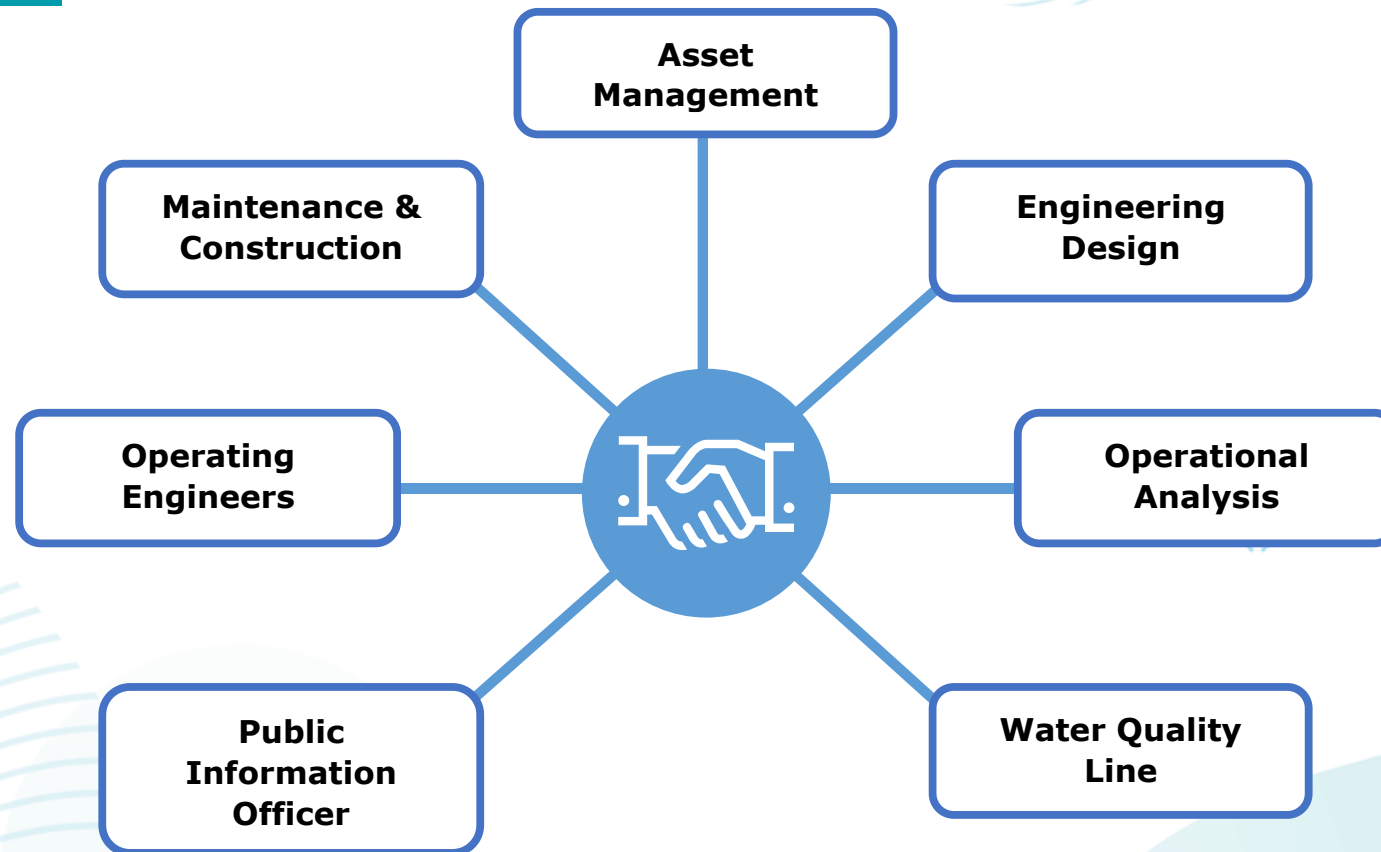 Asset
Management
Maintenance &
Construction
Engineering
Design
Operating
Engineers
Operational
Analysis
Public
Information
Officer
Water Quality
Line